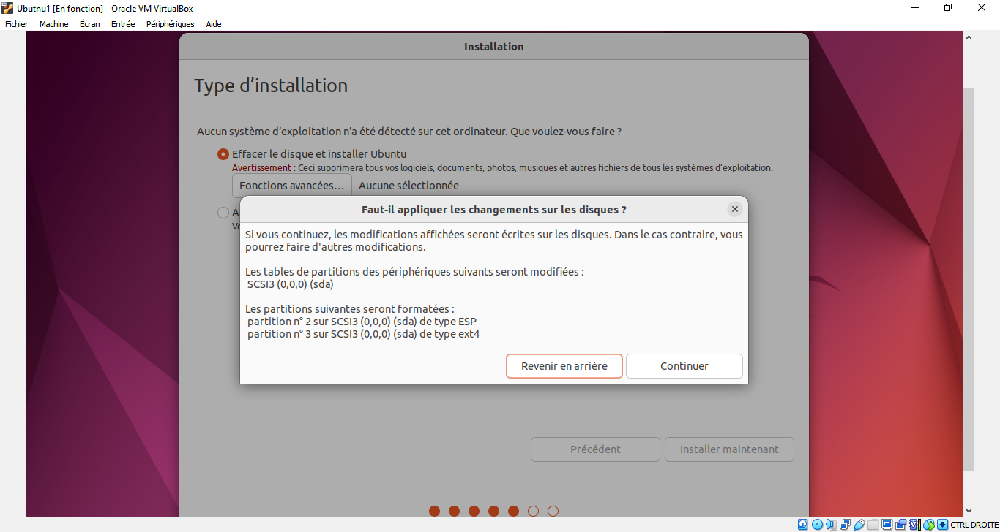 Ubutnu1 [En fonction] - Oracle VM VirtualBox
Fichier Machine Écran Entrée Périphériques Aide
Installation
Type d’installation
Aucun système d’exploitation n’a été détecté sur cet ordinateur. Que voulez-vous faire ?
Effacer le disque et installer Ubuntu
Avertissement : Ceci supprimera tous vos logiciels, documents, photos, musiques et autres fichiers de tous les systèmes d’exploitation.
Fonctions avancées… Aucune sélectionnée
Faut-il appliquer les changements sur les disques ?
Si vous continuez, les modifications affichées seront écrites sur les disques. Dans le cas contraire, vous
pourrez faire d'autres modifications.
Les tables de partitions des périphériques suivants seront modifiées :
SCSI3 (0,0,0) (sda)
Les partitions suivantes seront formatées :
partition n° 2 sur SCSI3 (0,0,0) (sda) de type ESP
partition n° 3 sur SCSI3 (0,0,0) (sda) de type ext4
Revenir en arrière Continuer
Précédent Installer maintenant
CTRL DROITE